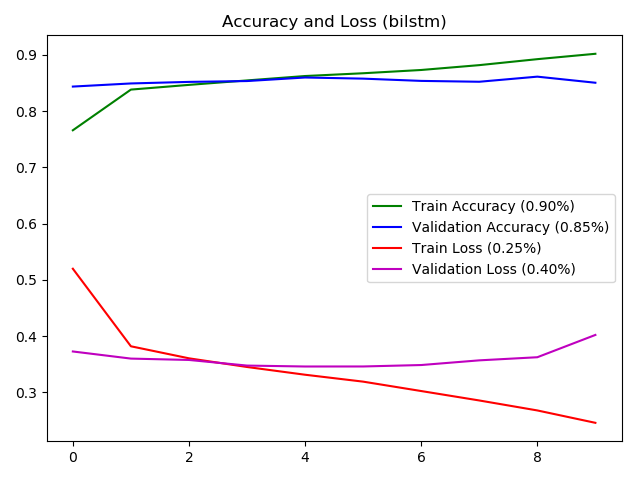 Accuracy and Loss (bilstm)
0.9
0.8
0.7
0.6
0.5
0.4
0.3
Train Accuracy (0.90%)
Validation Accuracy (0.85%)
Train Loss (0.25%)
Validation Loss (0.40%)
0 2 4 6 8